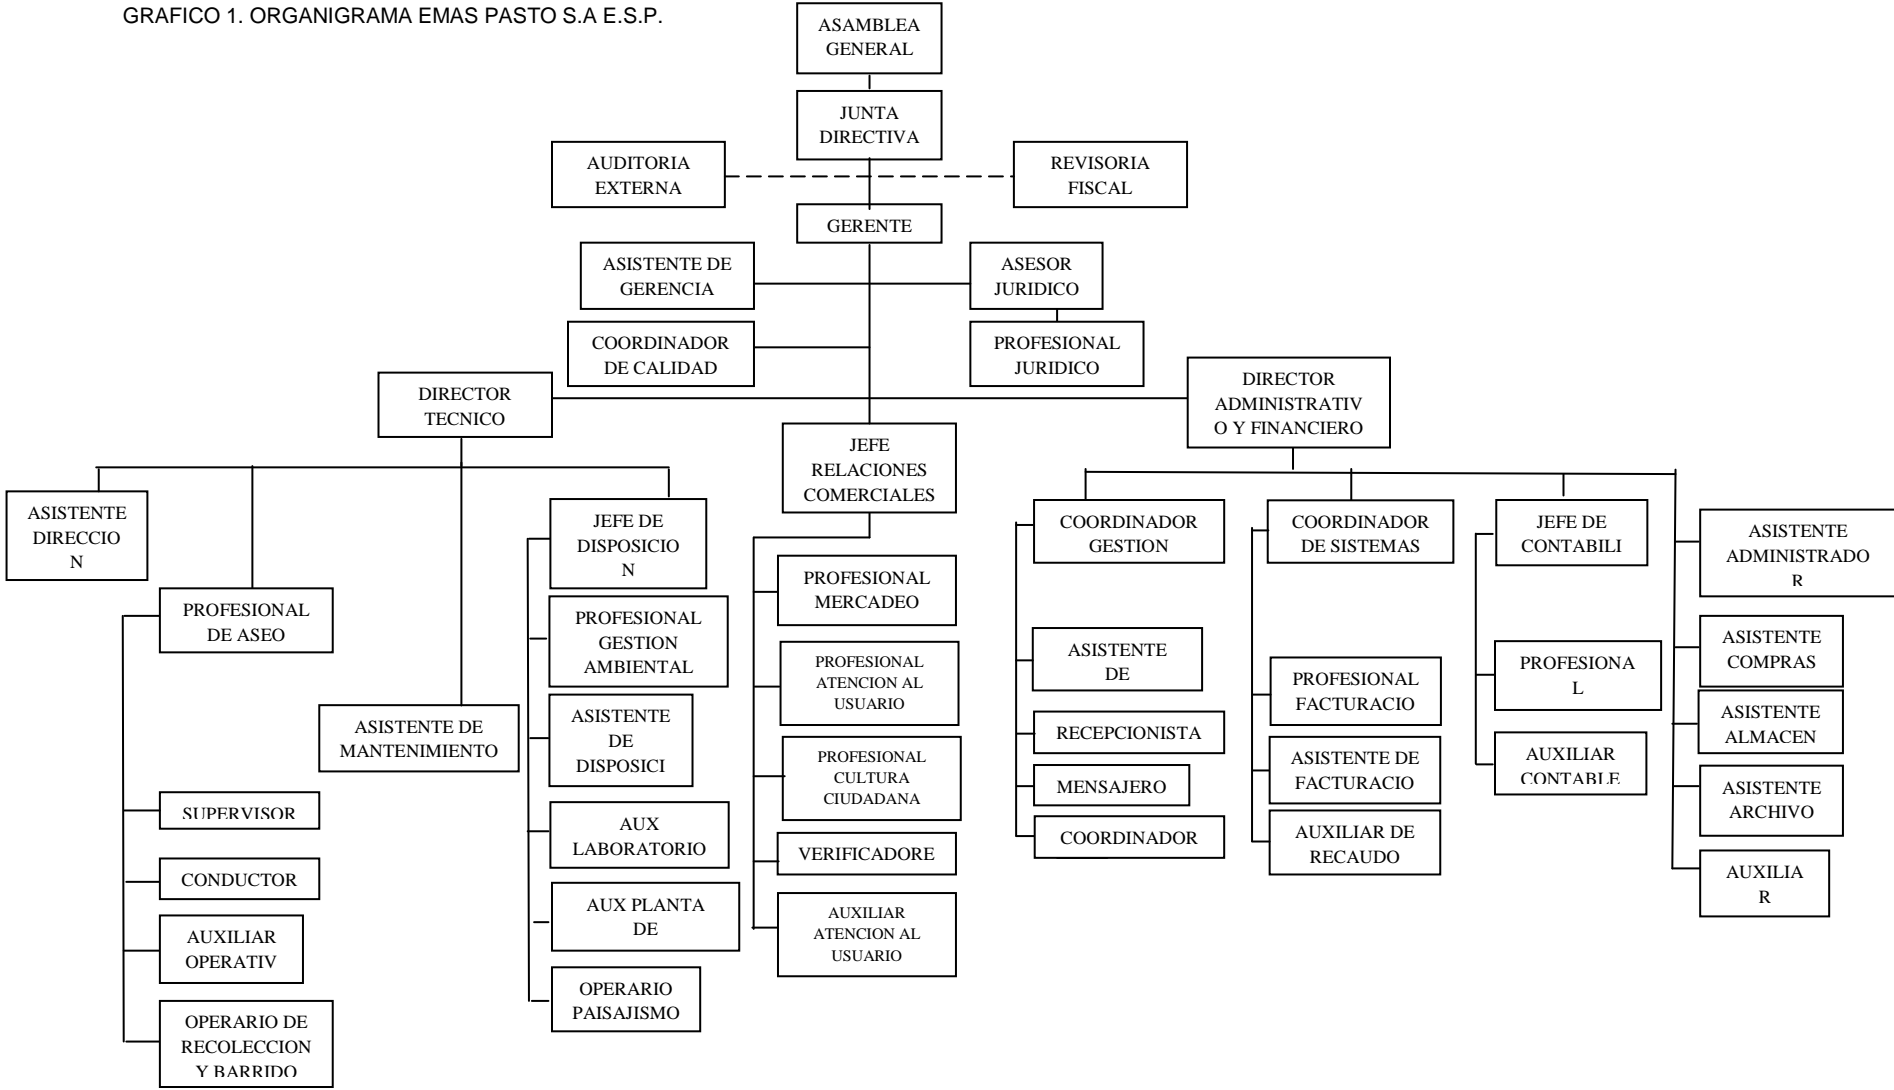 GRAFICO 1. ORGANIGRAMA EMAS PASTO S.A E.S.P.
ASAMBLEA
GENERAL
JUNTA
DIRECTIVA
AUDITORIA
EXTERNA
REVISORIA
FISCAL
GERENTE
ASISTENTE DE
GERENCIA
ASESOR
JURIDICO
COORDINADOR
DE CALIDAD
PROFESIONAL
JURIDICO
DIRECTOR
TECNICO
DIRECTOR
ADMINISTRATIV
O Y FINANCIERO
JEFE
RELACIONES
COMERCIALES
ASISTENTE
DIRECCIO
N
PROFESIONAL
DE ASEO
SUPERVISOR
CONDUCTOR
AUXILIAR
OPERATIV
OPERARIO DE
RECOLECCION
Y BARRIDO
ASISTENTE DE
MANTENIMIENTO
JEFE DE
DISPOSICIO
N
PROFESIONAL
GESTION
AMBIENTAL
ASISTENTE
DE
DISPOSICI
AUX
LABORATORIO
AUX PLANTA
DE
OPERARIO
PAISAJISMO
PROFESIONAL
MERCADEO
PROFESIONAL
ATENCION AL
USUARIO
PROFESIONAL
CULTURA
CIUDADANA
VERIFICADORE
AUXILIAR
ATENCION AL
USUARIO
COORDINADOR
GESTION
ASISTENTE
DE
RECEPCIONISTA
MENSAJERO
COORDINADOR
COORDINADOR
DE SISTEMAS
PROFESIONAL
FACTURACIO
ASISTENTE DE
FACTURACIO
AUXILIAR DE
RECAUDO
JEFE DE
CONTABILI
PROFESIONA
L
AUXILIAR
CONTABLE
ASISTENTE
ADMINISTRADO
R
ASISTENTE
COMPRAS
ASISTENTE
ALMACEN
ASISTENTE
ARCHIVO
AUXILIA
R